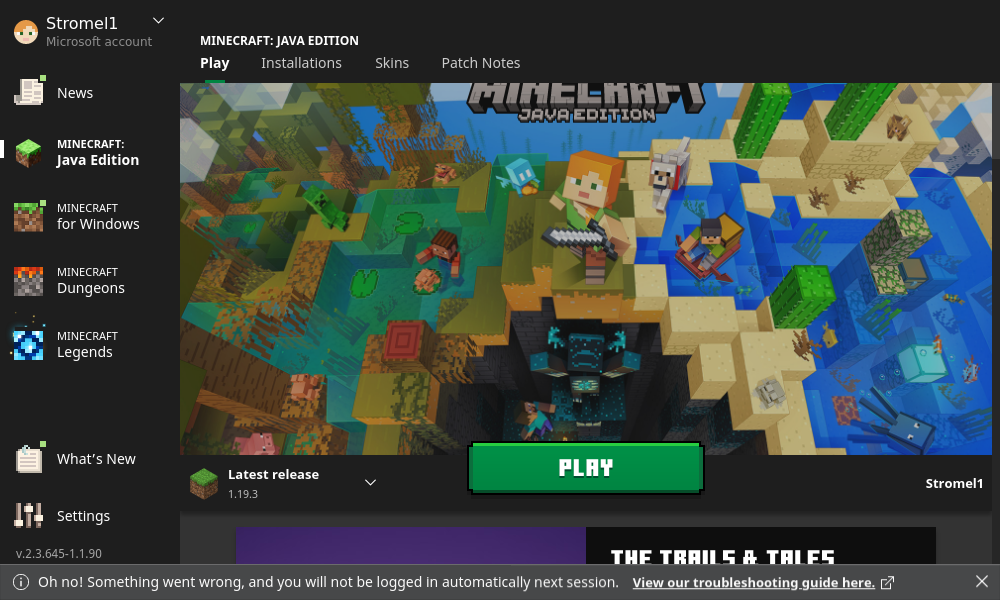 Stromel1
Microsoft account
News
MINECRAFT:
Java Edition
MINECRAFT
for Windows
MINECRAFT
Dungeons
MINECRAFT
Legends
What's New
Settings
v.2.3.645-1.1.90
MINECRAFT: JAVA EDITION
Play Installations Skins Patch Notes
MINECRAFT
JAVA EDITION
Latest release
1.19.3
PLAY
Stromel1
THE TRAILS & TALES
Oh no! Something went wrong, and you will not be logged in automatically next session. View our troubleshooting guide here.